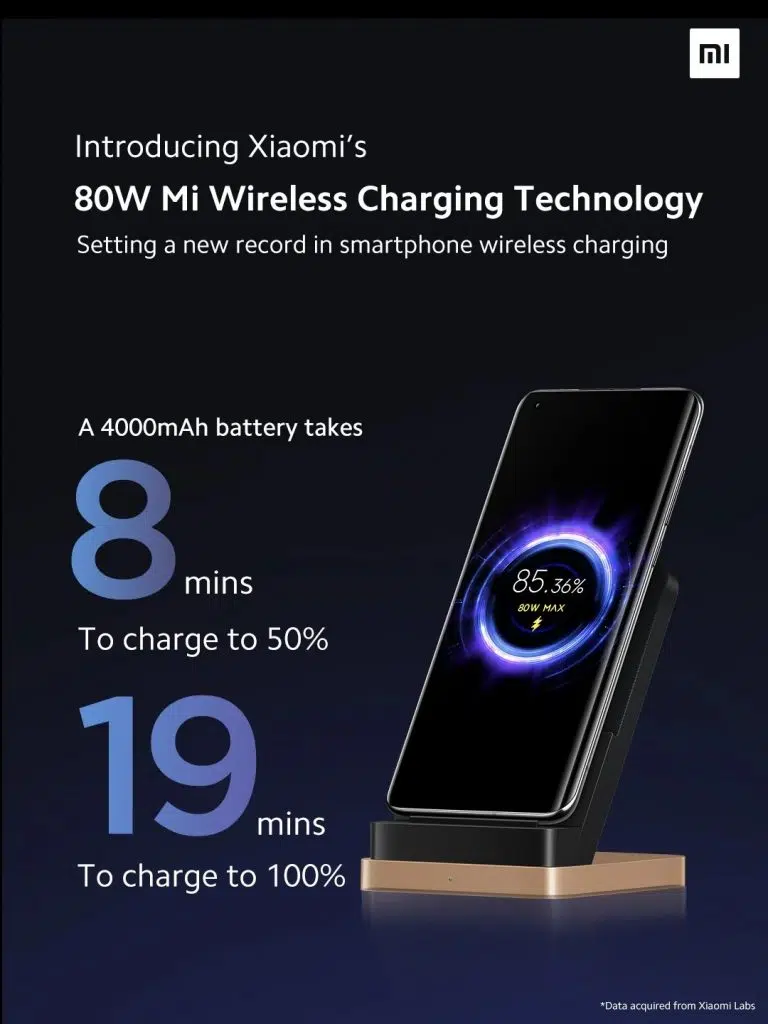 mi
Introducing Xiaomi's
80W Mi Wireless Charging Technology
Setting a new record in smartphone wireless charging
A 4000mAh battery takes
8 mins
To charge to 50%
19 mins
To charge to 100%
85.36%
80W MAX
*Data acquired from Xiaomi Labs